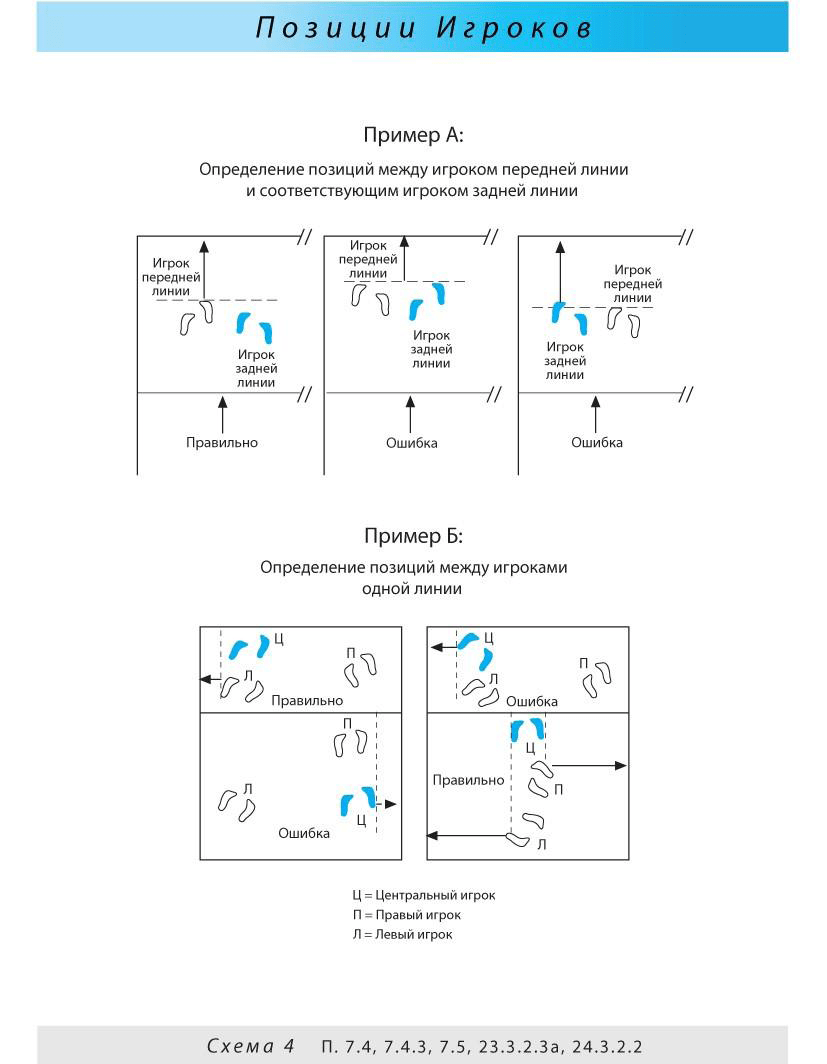 Позиции Игроков
Пример А:
Определение позиций между игроком передней линии
и соответствующим игроком задней линии
Игрок
передней
линии
Игрок
задней
линии
Правильно
Игрок
передней
линии
Игрок
задней
линии
Ошибка
Игрок
передней
линии
Игрок
задней
линии
Ошибка
Пример Б:
Определение позиций между игроками
одной линии
Ц
П
Л
Правильно
П
Л
Ц
Ошибка
Ц
П
Л
Ошибка
Ц
Правильно
П
Л
Ц = Центральный игрок
П = Правый игрок
Л = Левый игрок
Схема 4 П. 7.4, 7.4.3, 7.5, 23.3.2.3а, 24.3.2.2